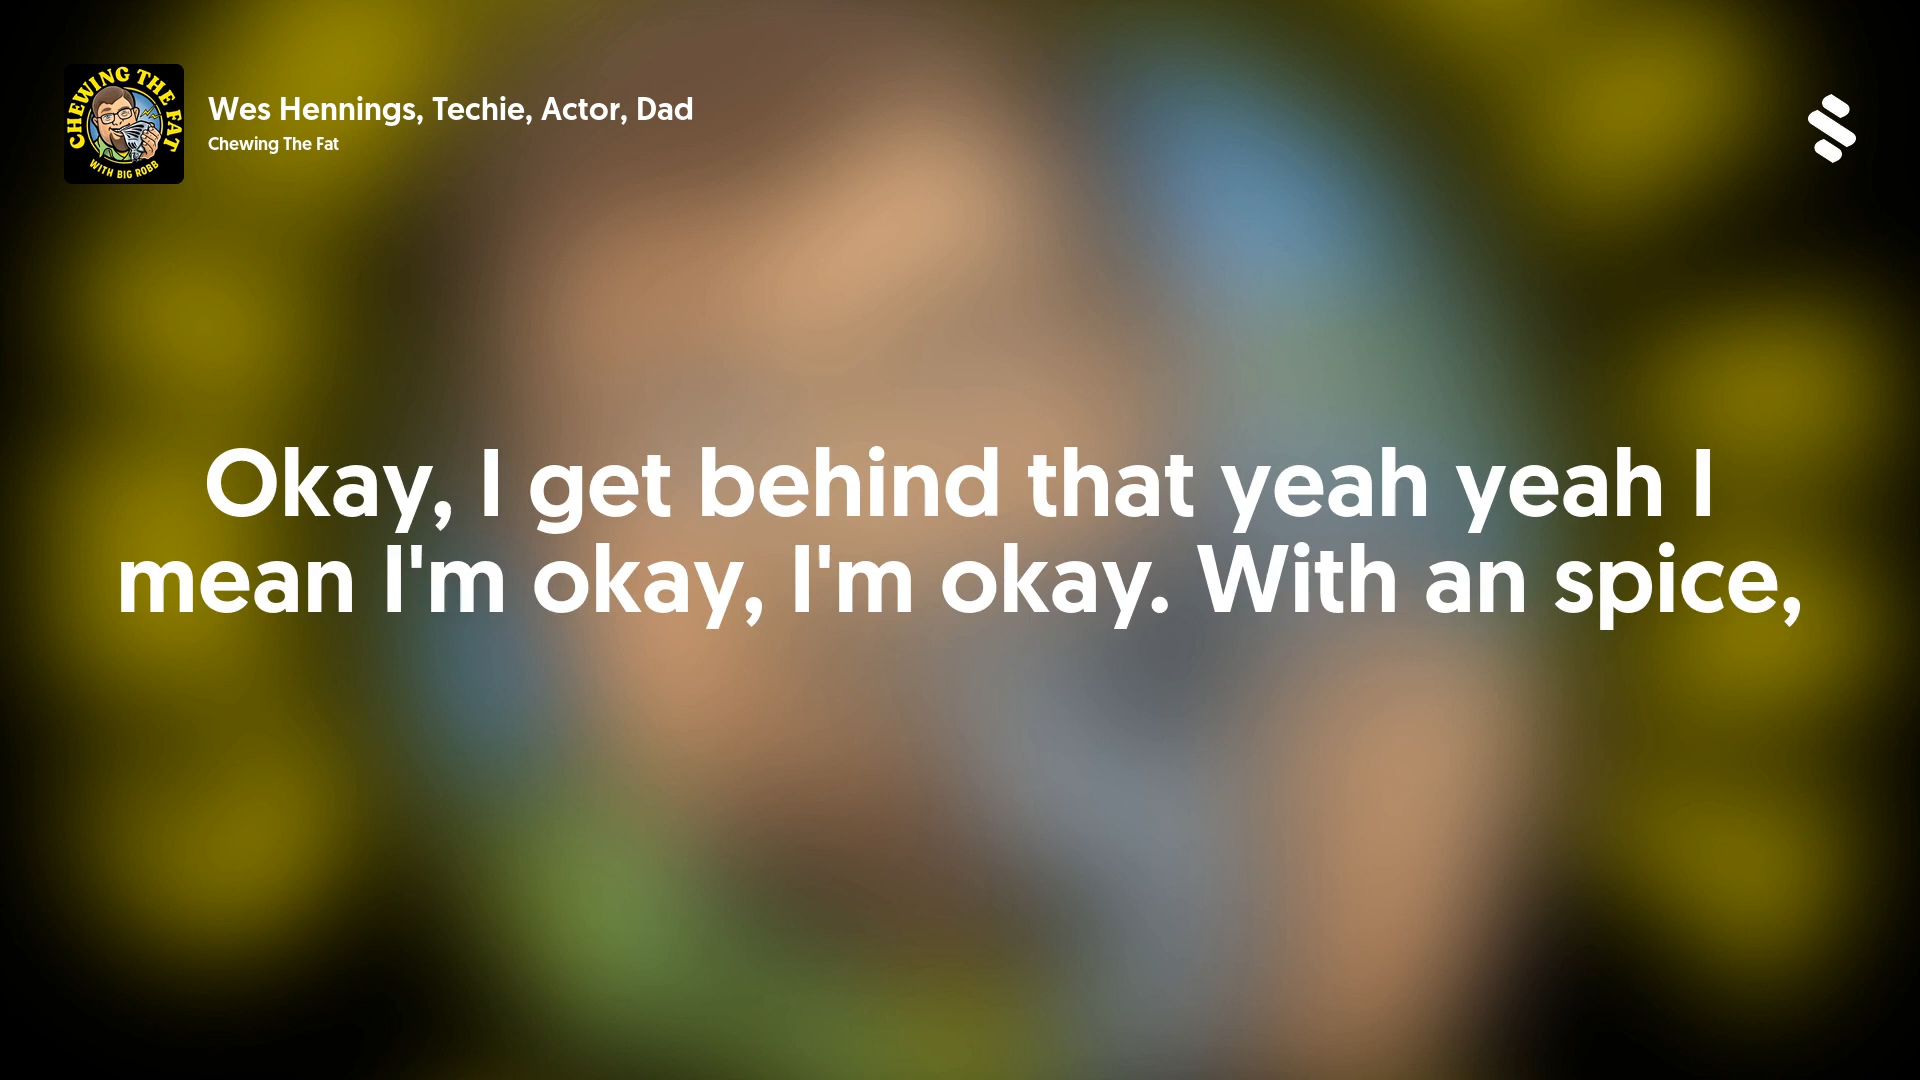 CHEWING THE FAT
WITH BIG ROBB
Wes Hennings, Techie, Actor, Dad
Chewing The Fat
Okay, I get behind that yeah yeah I
mean I'm okay, I'm okay. With an spice,